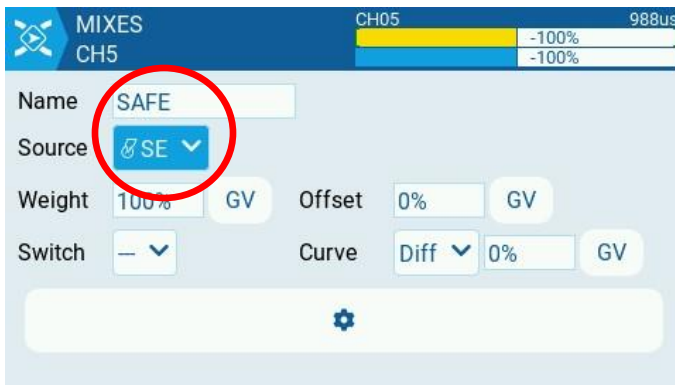 MIXES
CH5
CH05 988us
-100%
-100%
Name SAFE
Source SE
Weight 100% GV Offset 0% GV
Switch --- Curve Diff 0% GV